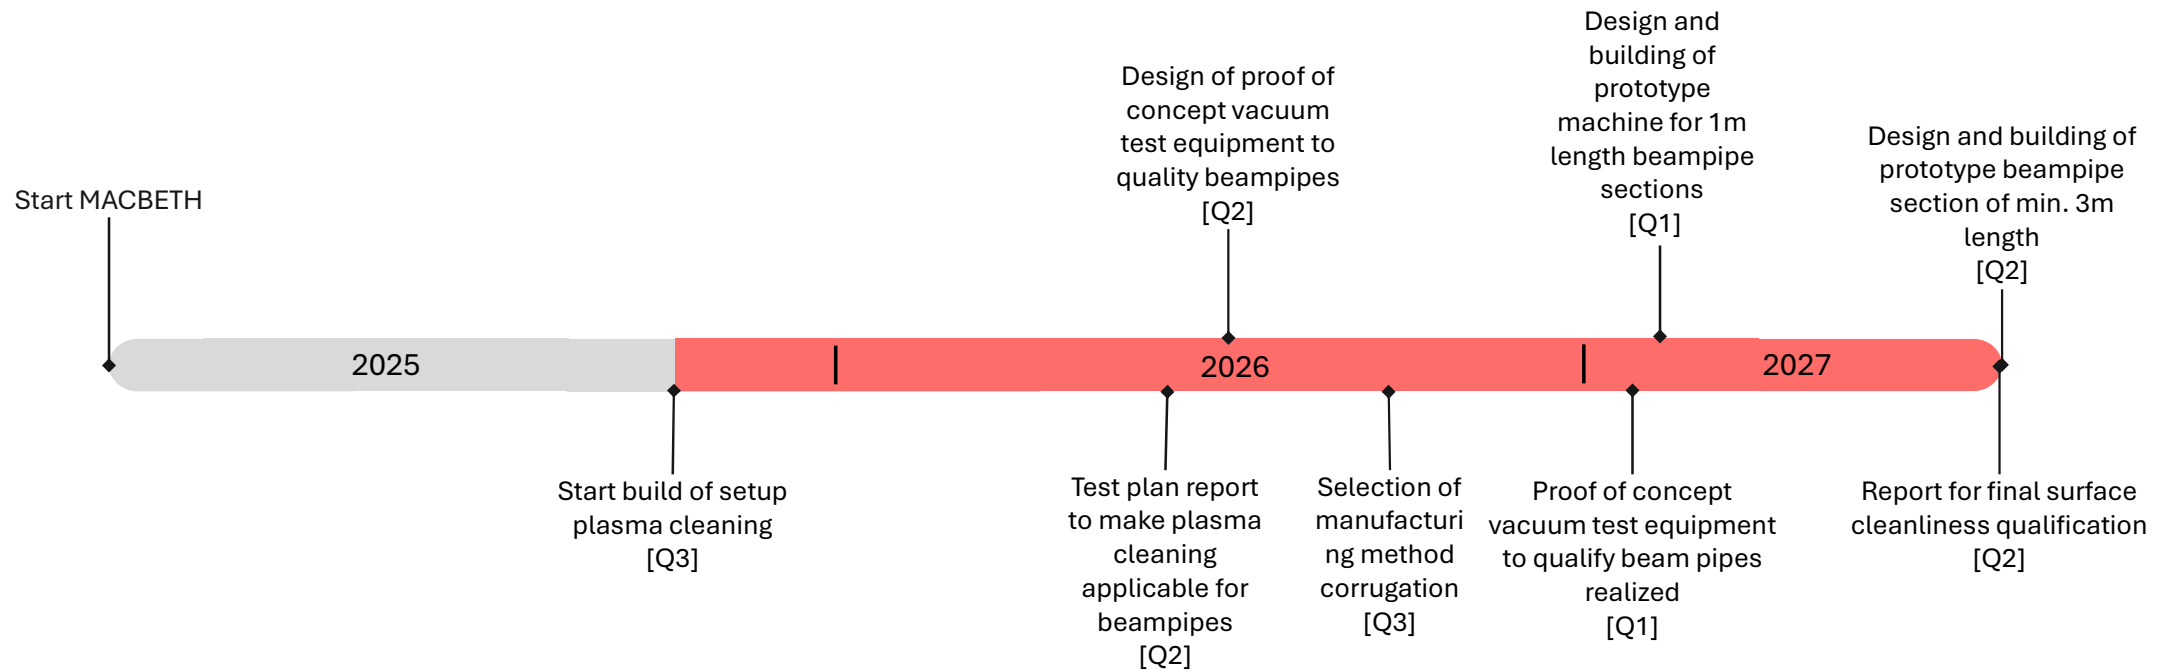 Start MACBETH
Design of proof of
concept vacuum
test equipment to
quality beampipes
[Q2]
Design and
building of
prototype
machine for 1m
length beampipe
sections
[Q1]
Design and building of
prototype beampipe
section of min. 3m
length
[Q2]
2025
2026
2027
Start build of setup
plasma cleaning
[Q3]
Test plan report
to make plasma
cleaning
applicable for
beampipes
[Q2]
Selection of
manufacturi
ng method
corrugation
[Q3]
Proof of concept
vacuum test equipment
to qualify beam pipes
realized
[Q1]
Report for final surface
cleanliness qualification
[Q2]